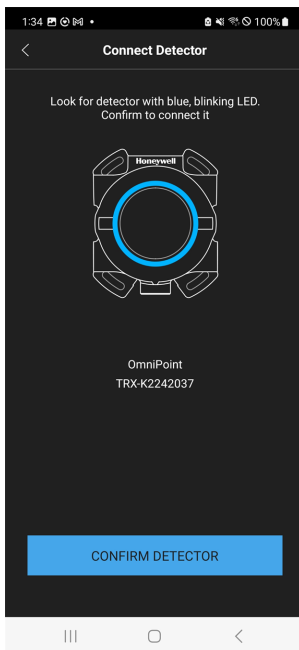 1:34
100%
Connect Detector
Look for detector with blue, blinking LED.
Confirm to connect it
Honeywell
OmniPoint
TRX-K2242037
CONFIRM DETECTOR